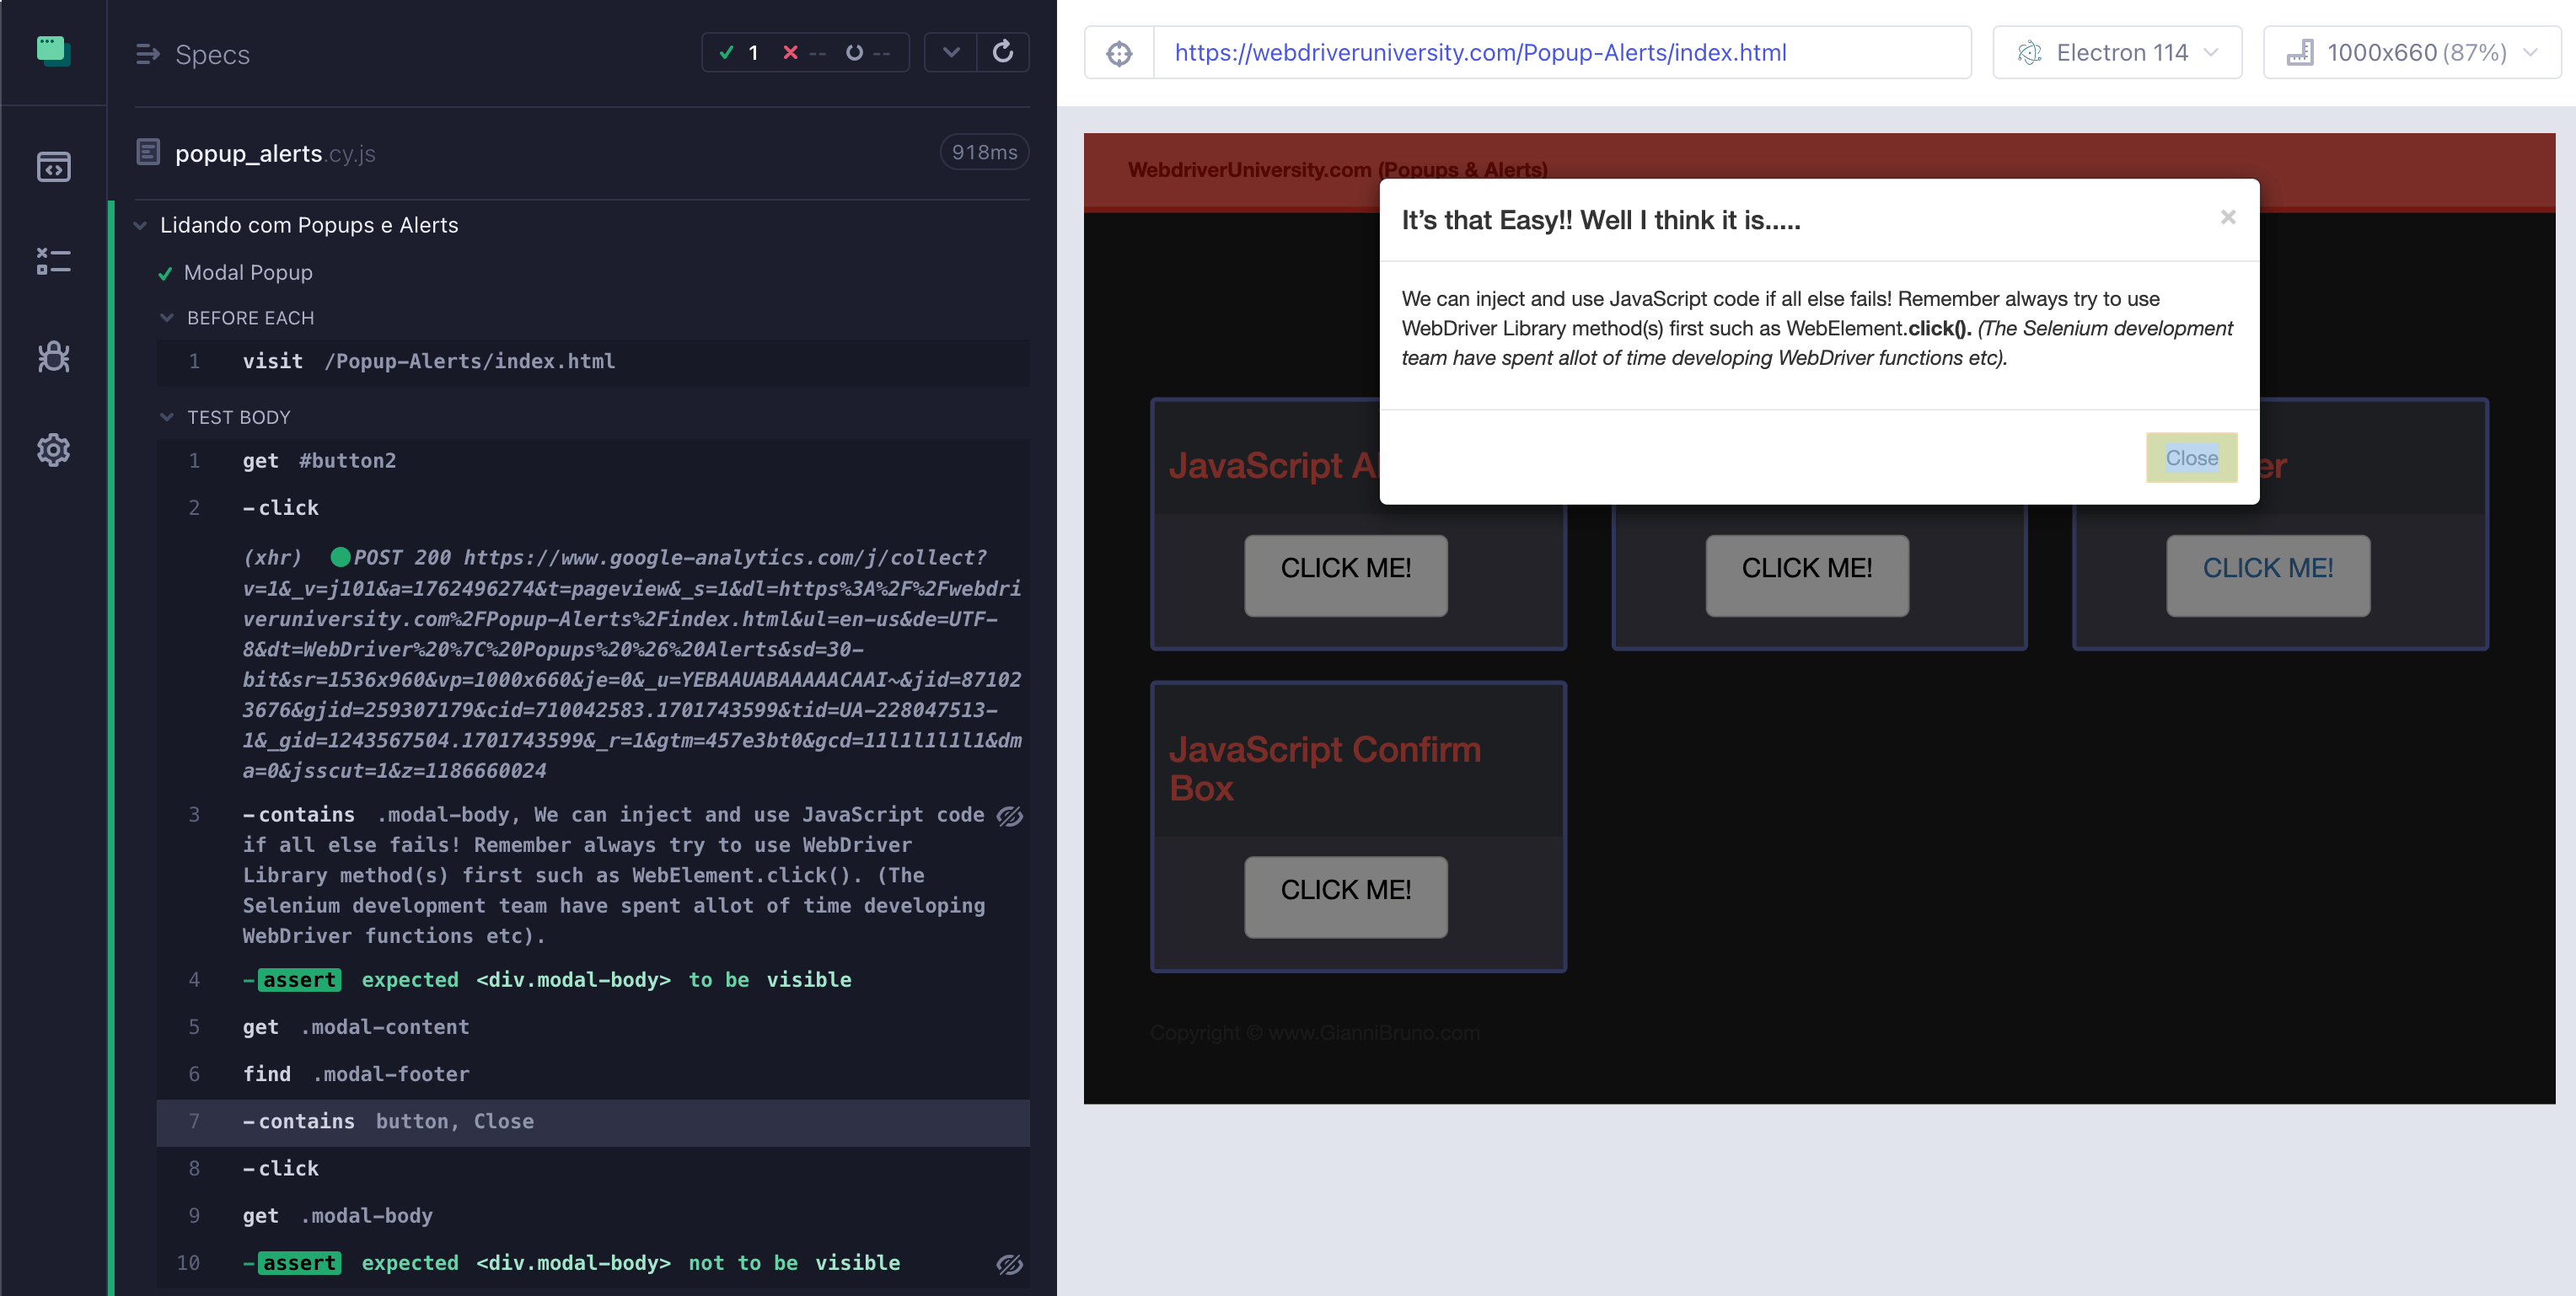 Specs
1
--
--
popup_alerts.cy.js
918ms
Lidando com Popups e Alerts
Modal Popup
BEFORE EACH
1 visit /Popup-Alerts/index.html
TEST BODY
1 get #button2
2 -click
(xhr) POST 200 https://www.google-analytics.com/j/collect?
v=1&_v=j101&a=1762496274&t=pageview&_s=1&dl=https%3A%2F%2Fwebdri
veruniversity.com%2FPopup-Alerts%2Findex.html&ul=en-us&de=UTF-
8&dt=WebDriver%20%7C%20Popups%20%26%20Alerts&sd=30-
bit&sr=1536x960&vp=1000x660&je=0&_u=YEBAAUABAAAAACAAI~&jid=87102
3676&gjid=259307179&cid=710042583.1701743599&tid=UA-228047513-
1&_gid=1243567504.1701743599&_r=1&gtm=457e3bt0&gcd=11l1l1l1l1&dm
a=0&jsscut=1&z=1186660024
3 -contains .modal-body, We can inject and use JavaScript code
if all else fails! Remember always try to use WebDriver
Library method(s) first such as WebElement.click(). (The
Selenium development team have spent allot of time developing
WebDriver functions etc).
4 -assert expected <div.modal-body> to be visible
5 get .modal-content
6 find .modal-footer
7 -contains button, Close
8 -click
9 get .modal-body
10 -assert expected <div.modal-body> not to be visible
https://webdriveruniversity.com/Popup-Alerts/index.html
Electron 114
1000x660 (87%)
WebdriverUniversity.com (Popups & Alerts)
It's that Easy!! Well I think it is.....
×
We can inject and use JavaScript code if all else fails! Remember always try to use
WebDriver Library method(s) first such as WebElement.click(). (The Selenium development
team have spent allot of time developing WebDriver functions etc).
Close
JavaScript Al
er
CLICK ME!
CLICK ME!
CLICK ME!
JavaScript Confirm
Box
CLICK ME!
Copyright © www.GianniBruno.com